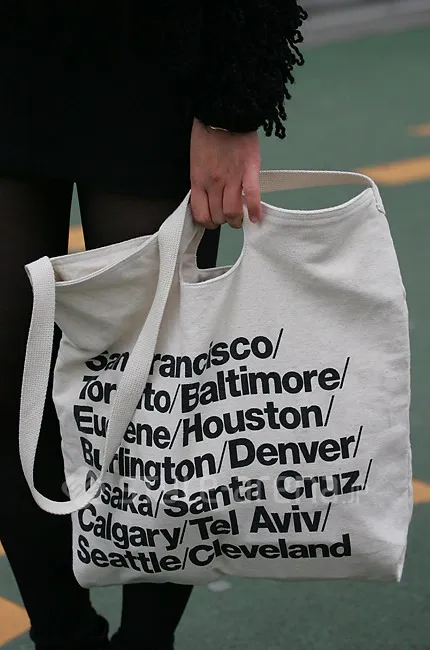 San Francisco/
Toronto/Baltimore/
Eugene/Houston/
Burlington/Denver/
Osaka/Santa Cruz/
Calgary/Tel Aviv/
Seattle/Cleveland